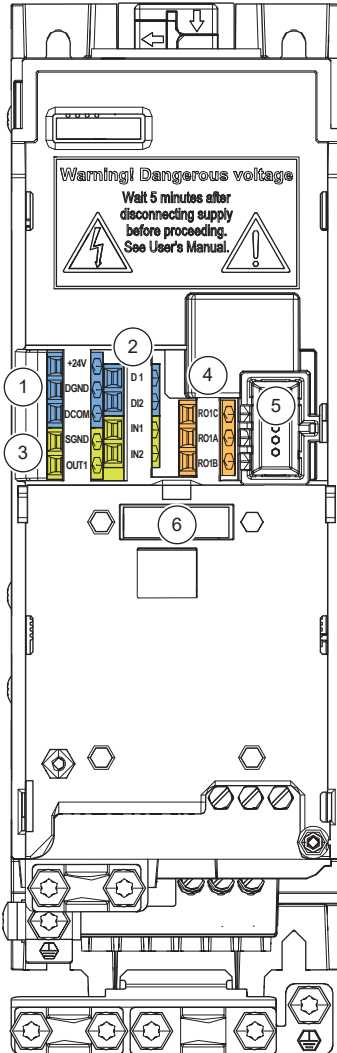 Warning! Dangerous voltage
Wait 5 minutes after
disconnecting supply
before proceeding.
See User's Manual.
2
+24V
D 1
4
1
DGND
DI2
5
DCOM
RO1C
3
SGND
IN1
RO1A
OUT1
IN2
RO1B
6